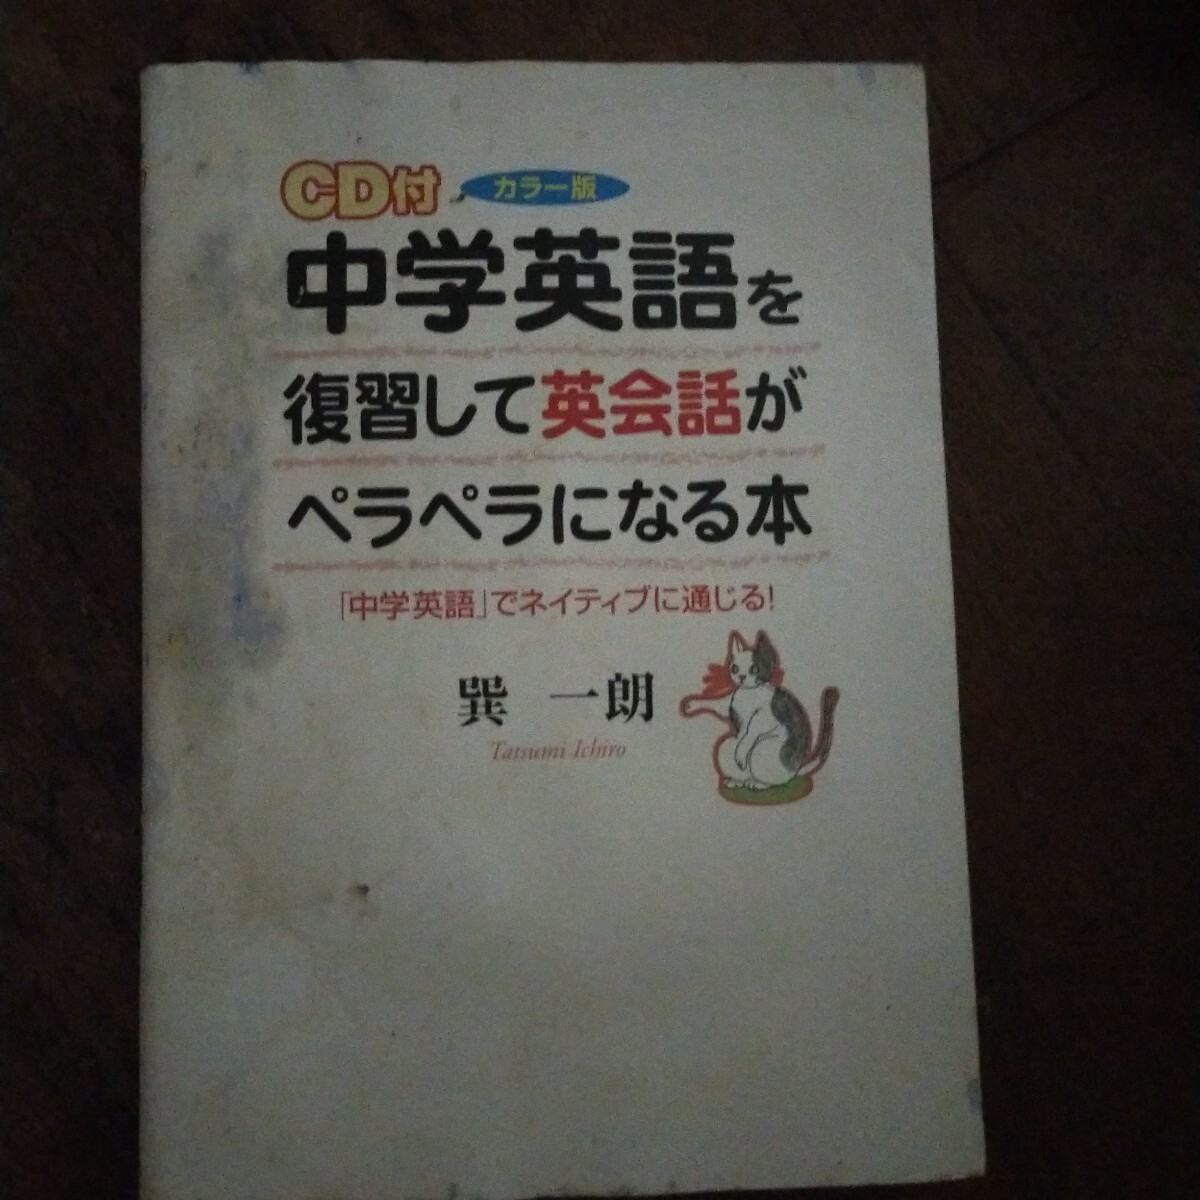 CD付 カラー版
中学英語を
復習して英会話が
ペラペラになる本
「中学英語」でネイティブに通じる!
巽 一朗
Tatsumi Ichiro